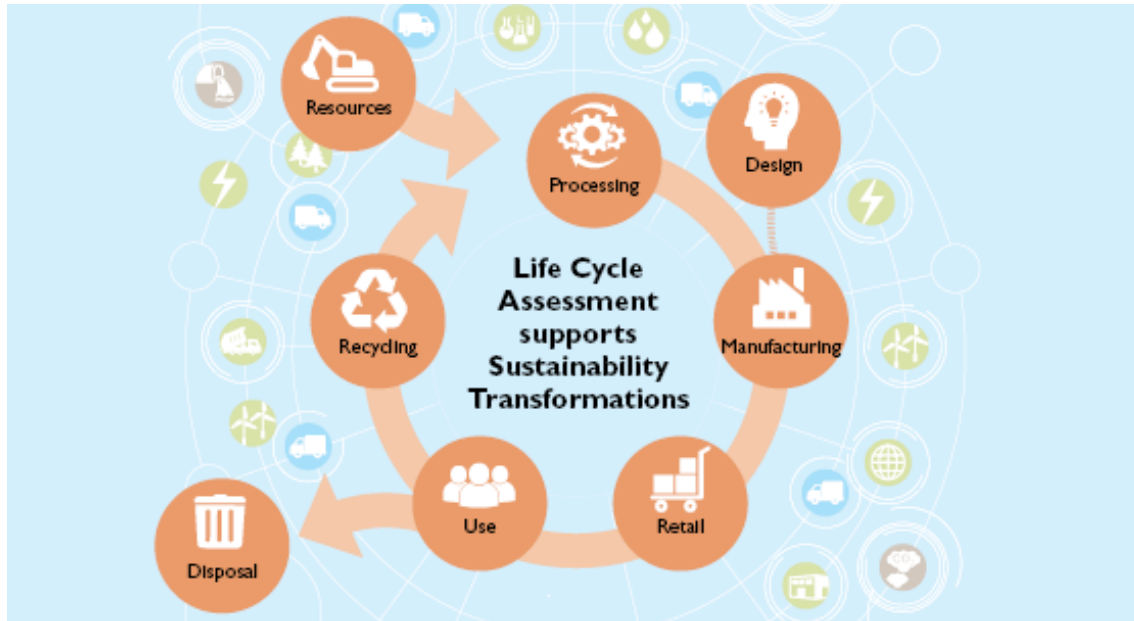 Resources
Processing
Design
Life Cycle
Assessment
supports
Sustainability
Transformations
Recycling
Manufacturing
Use
Retail
Disposal